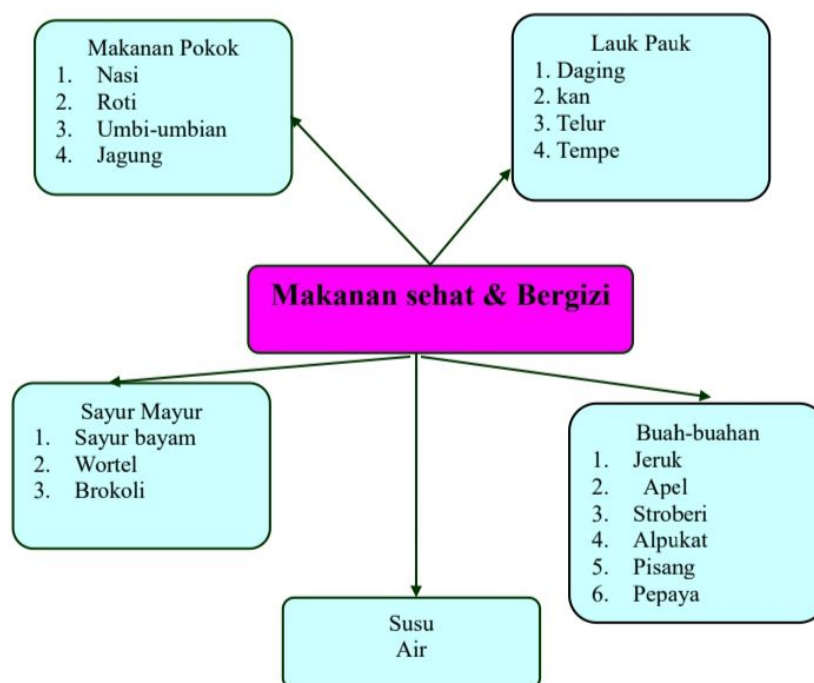 Makanan Pokok
1. Nasi
2. Roti
3. Umbi-umbian
4. Jagung
Lauk Pauk
1. Daging
2. kan
3. Telur
4. Tempe
Makanan sehat & Bergizi
Sayur Mayur
1. Sayur bayam
2. Wortel
3. Brokoli
Buah-buahan
1. Jeruk
2. Apel
3. Stroberi
4. Alpukat
5. Pisang
6. Pepaya
Susu
Air